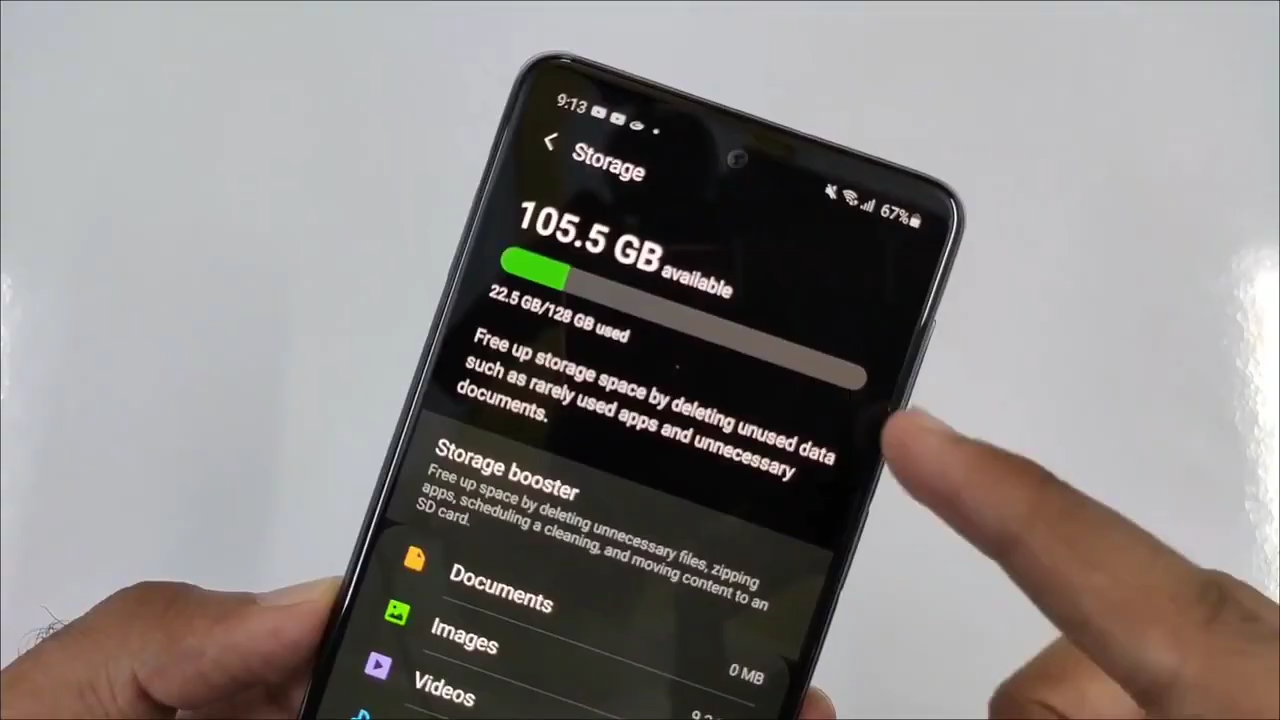 9:13
67%
Storage
105.5 GB available
22.5 GB/128 GB used
Free up storage space by deleting unused data
such as rarely used apps and unnecessary
documents.
Storage booster
Free up space by deleting unnecessary files, zipping
apps, scheduling a cleaning, and moving content to an
SD card.
Documents
0 MB
Images
Videos